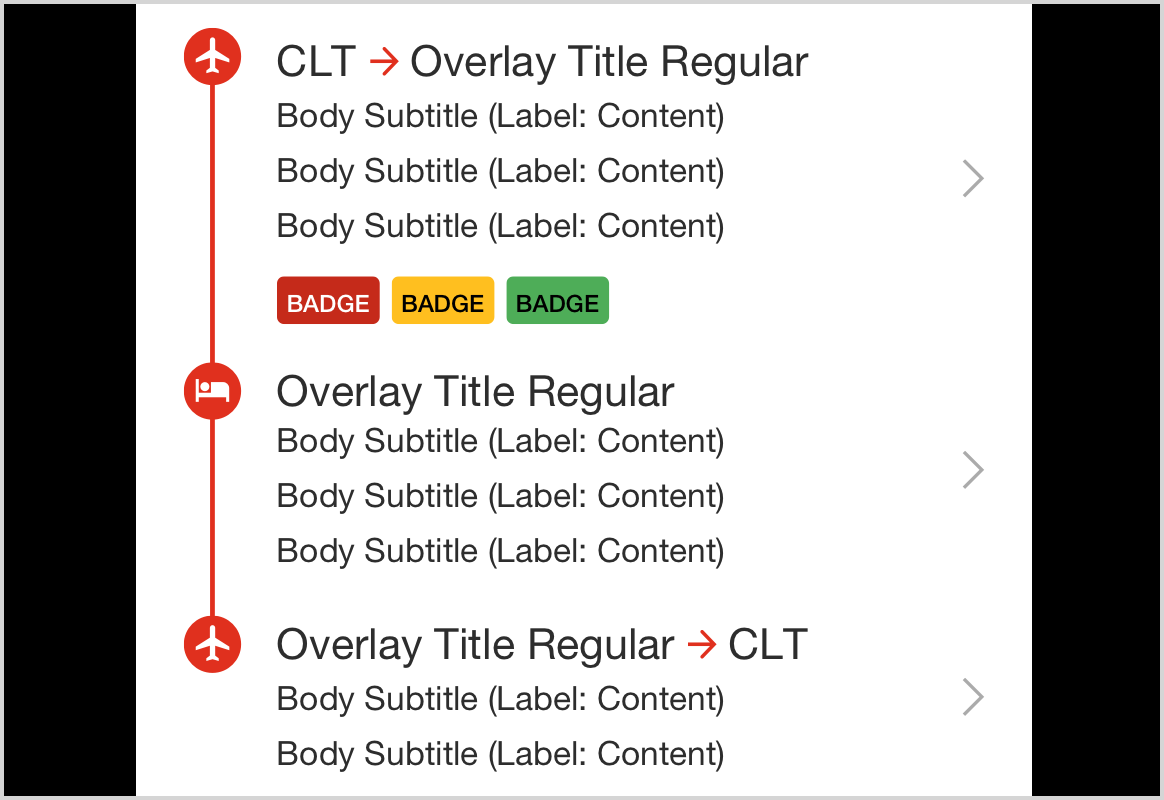 CLT → Overlay Title Regular
Body Subtitle (Label: Content)
Body Subtitle (Label: Content)
Body Subtitle (Label: Content)
BADGE BADGE BADGE
Overlay Title Regular
Body Subtitle (Label: Content)
Body Subtitle (Label: Content)
Body Subtitle (Label: Content)
Overlay Title Regular → CLT
Body Subtitle (Label: Content)
Body Subtitle (Label: Content)